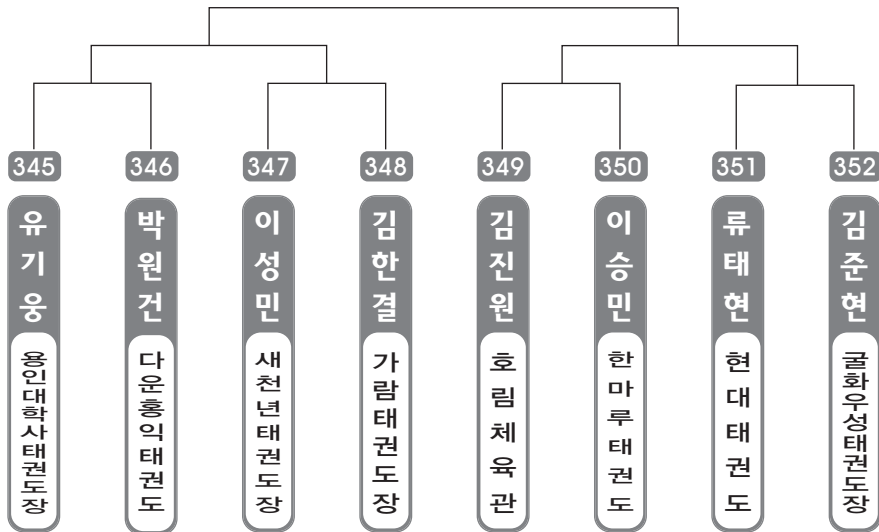 345
346
347
348
349
350
351
352
유기웅
박원건
이성민
김한결
김진원
이승민
류태현
김준현
용인대학사태권도장
다운홍익태권도
새천년태권도장
가람태권도장
호림체육관
한마루태권도
현대태권도
굴화우성태권도장